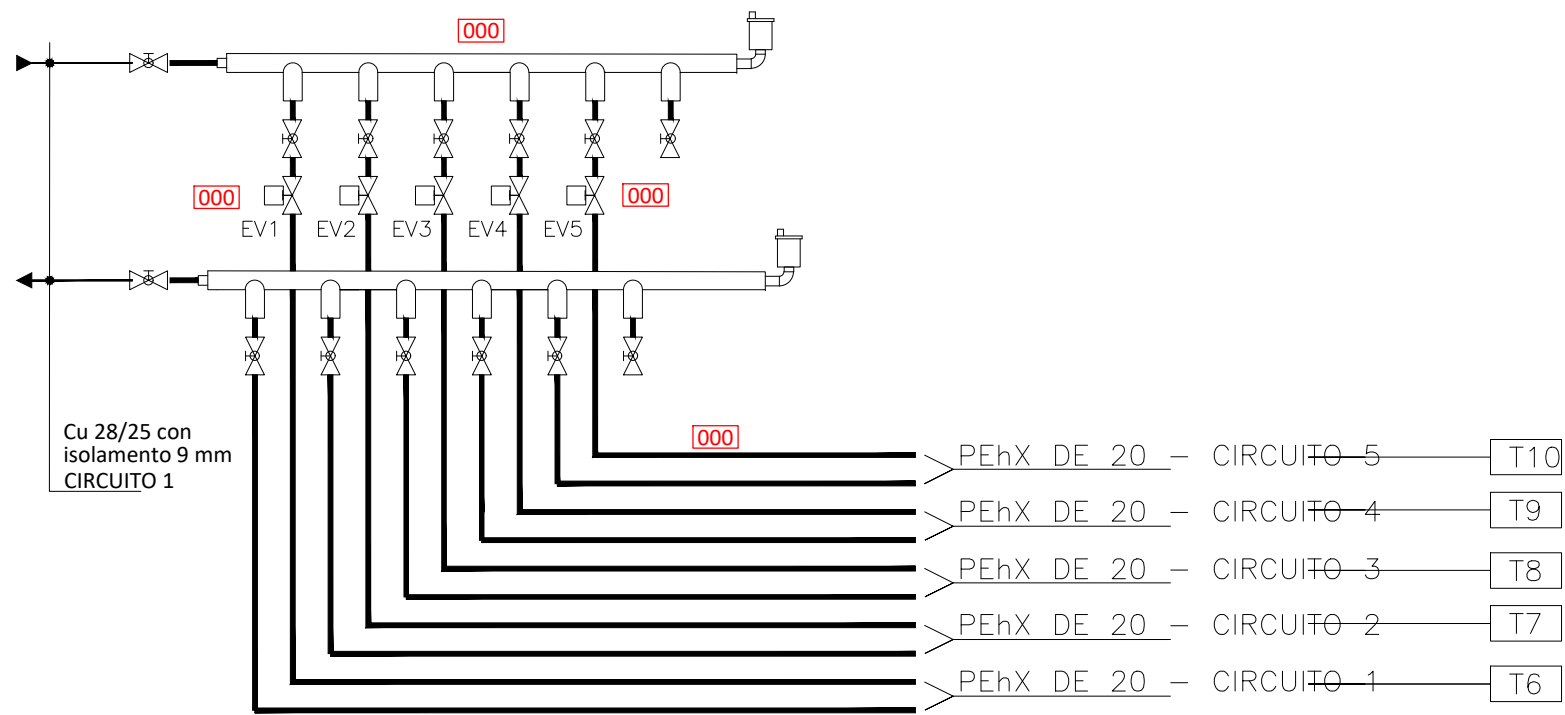 000
000
000
EV1 EV2 EV3 EV4 EV5
Cu 28/25 con
isolamento 9 mm
CIRCUITO 1
000
PEhX DE 20 - CIRCUITO 5 T10
PEhX DE 20 - CIRCUITO 4 T9
PEhX DE 20 - CIRCUITO 3 T8
PEhX DE 20 - CIRCUITO 2 T7
PEhX DE 20 - CIRCUITO 1 T6